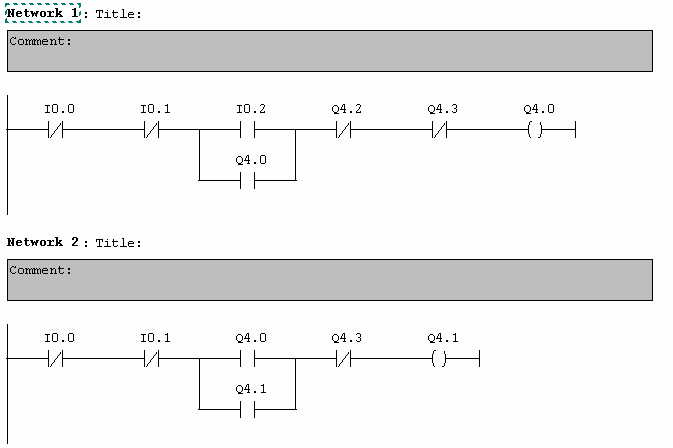 Network 1: Title:
Comment:
I0.0 I0.1 I0.2 Q4.2 Q4.3 Q4.0
Q4.0
Network 2: Title:
Comment:
I0.0 I0.1 Q4.0 Q4.3 Q4.1
Q4.1